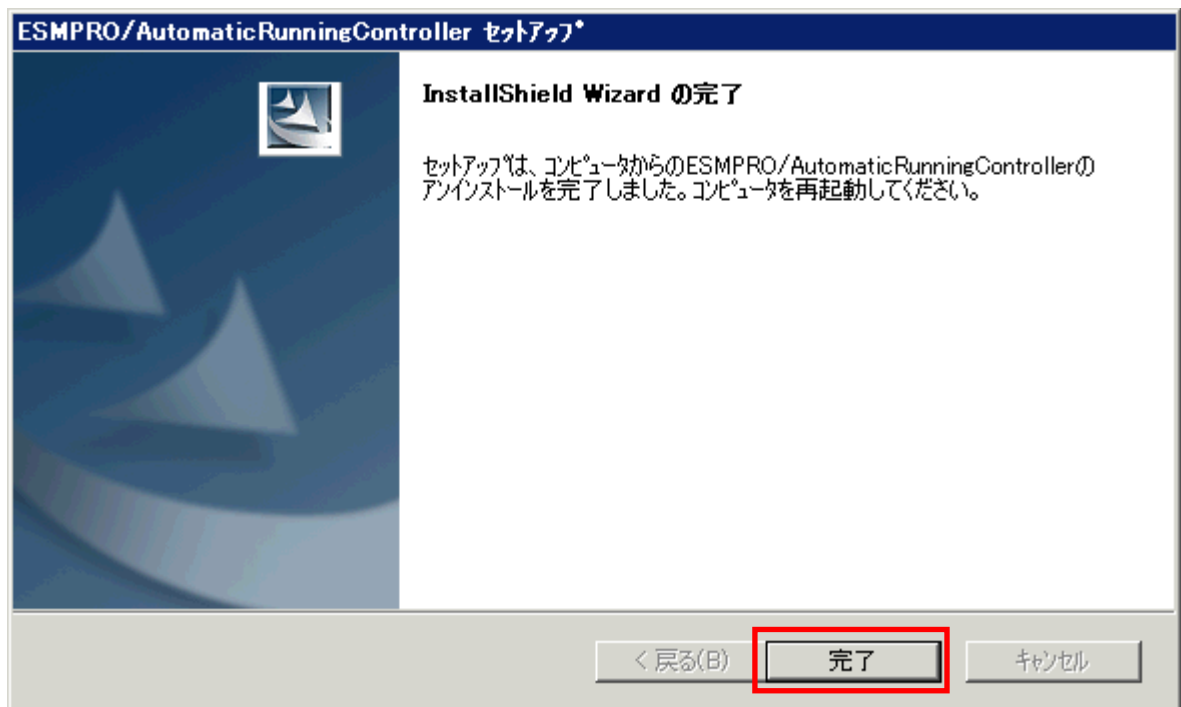 ESMPRO/AutomaticRunningController セットアップ
InstallShield Wizard の完了
セットアップは、コンピュータからのESMPRO/AutomaticRunningControllerの
アンインストールを完了しました。コンピュータを再起動してください。
< 戻る(B)
完了
キャンセル